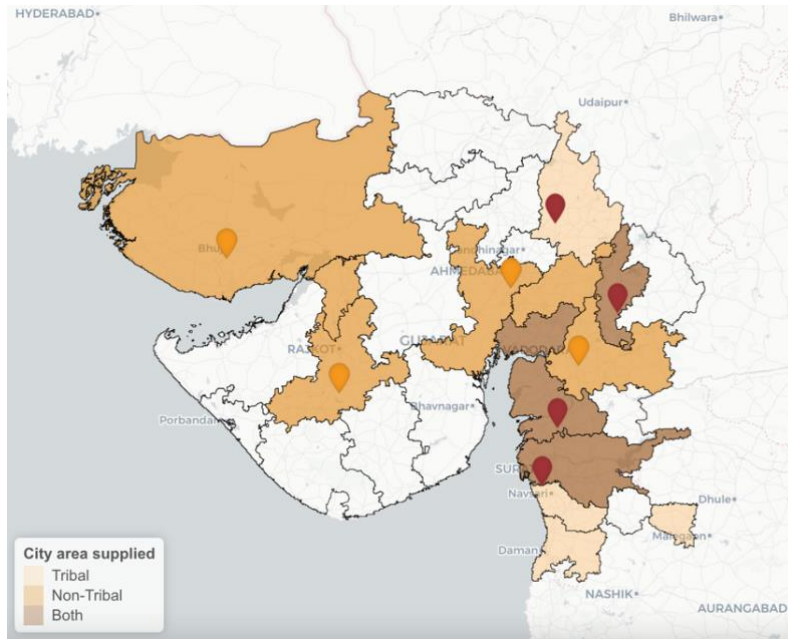 HYDERABAD
Bhilwara
Udaipur
Bhuj
Gandhinagar
AHMEDABAD
RAJKOT
GUJARAT
VADODARA
Bhavnagar
Porbandar
SURAT
Navsari
Dhule
Malegaon
Daman
NASHIK
AURANGABAD
City area supplied
Tribal
Non-Tribal
Both